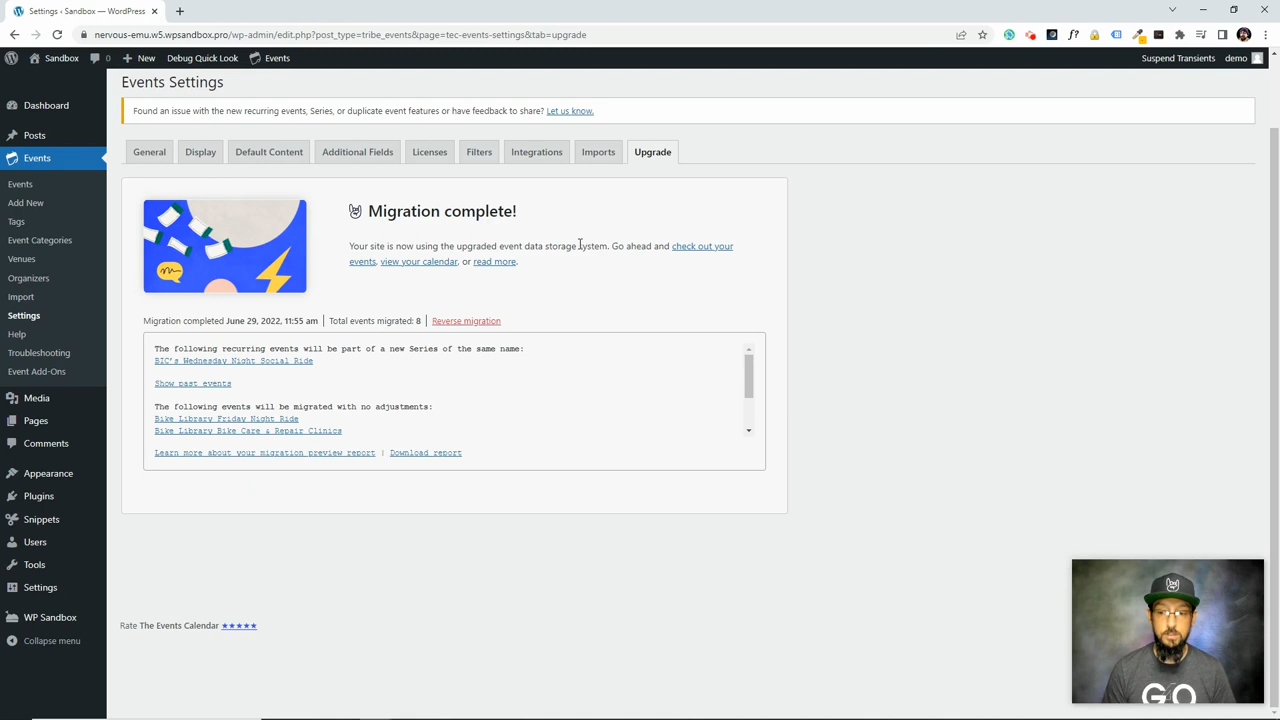 Settings ‹ Sandbox — WordPress
nervous-emu.w5.wpsandbox.pro/wp-admin/edit.php?post_type=tribe_events&page=tec-events-settings&tab=upgrade
Sandbox 0 New Debug Quick Look Events Suspend Transients demo
Dashboard
Posts
Events
Events
Add New
Tags
Event Categories
Venues
Organizers
Import
Settings
Help
Troubleshooting
Event Add-Ons
Media
Pages
Comments
Appearance
Plugins
Snippets
Users
Tools
Settings
WP Sandbox
Collapse menu
Events Settings
Found an issue with the new recurring events, Series, or duplicate event features or have feedback to share? Let us know.
General Display Default Content Additional Fields Licenses Filters Integrations Imports Upgrade
Migration complete!
Your site is now using the upgraded event data storage system. Go ahead and check out your
events, view your calendar, or read more.
Migration completed June 29, 2022, 11:55 am Total events migrated: 8 Reverse migration
The following recurring events will be part of a new Series of the same name:
BIC's Wednesday Night Social Ride
Show past events
The following events will be migrated with no adjustments:
Bike Library Friday Night Ride
Bike Library Bike Care & Repair Clinics
Learn more about your migration preview report | Download report
Rate The Events Calendar ★★★★★
GO